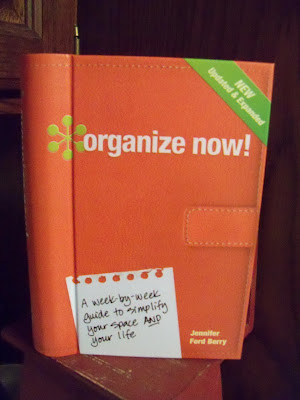 NEW
Updated & Expanded
organize now!
A week-by-week
guide to simplify
your space AND
your life
Jennifer
Ford Berry